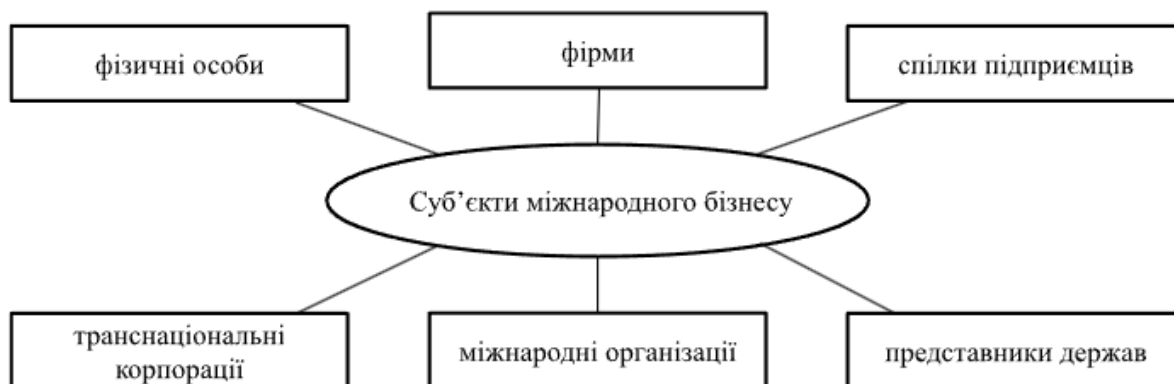 фізичні особи
фірми
спілки підприємців
Суб’єкти міжнародного бізнесу
транснаціональні
корпорації
міжнародні організації
представники держав